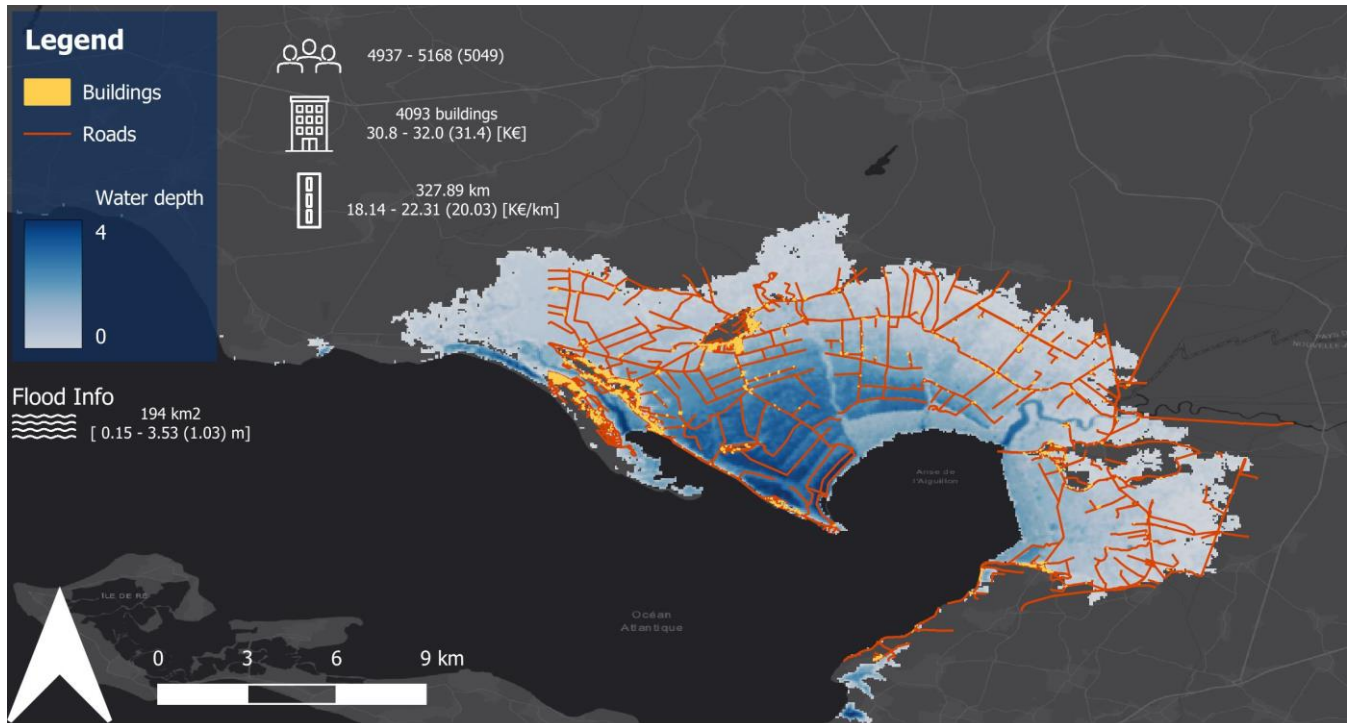 Legend
Buildings
Roads
Water depth
4
0
4937 - 5168 (5049)
4093 buildings
30.8 - 32.0 (31.4) [K€]
327.89 km
18.14 - 22.31 (20.03) [K€/km]
Flood Info
194 km2
[ 0.15 - 3.53 (1.03) m]
Anse de
l'Aiguillon
ÎLE DE RÉ
Océan
Atlantique
0 3 6 9 km